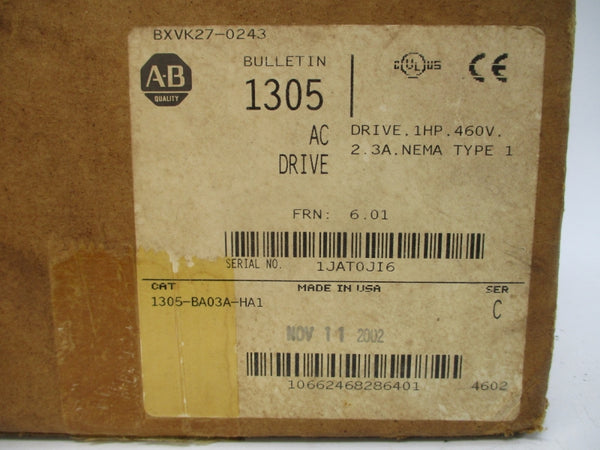 BXVK27-0243
A-B
QUALITY
BULLETIN
1305
AC
DRIVE
c UL us
CE
DRIVE.1HP.460V.
2.3A.NEMA TYPE 1
FRN: 6.01
SERIAL NO. 1JAT0JI6
CAT MADE IN USA SER
1305-BA03A-HA1 C
NOV 11 2002
10662468286401 4602